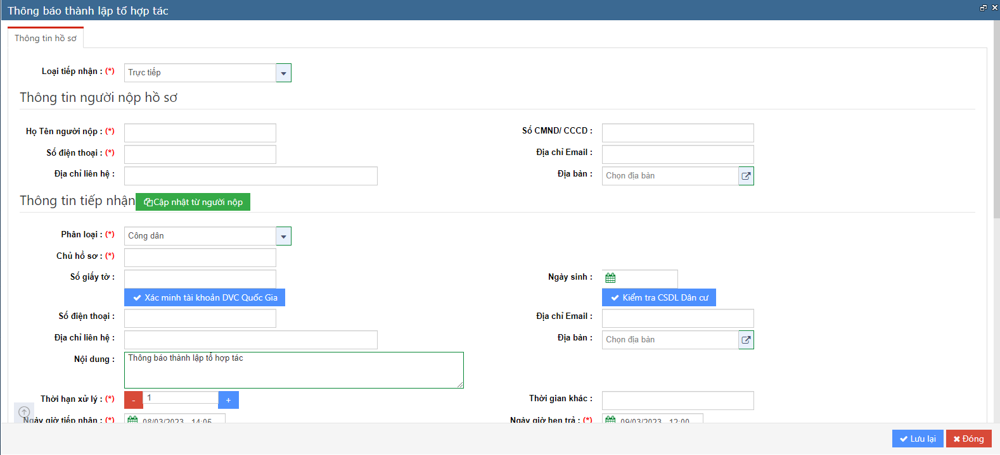 Thông báo thành lập tổ hợp tác
Thông tin hồ sơ
Loại tiếp nhận : (*) Trực tiếp
Thông tin người nộp hồ sơ
Họ Tên người nộp : (*) Số CMND/ CCCD :
Số điện thoại : (*) Địa chỉ Email :
Địa chỉ liên hệ : Địa bàn : Chọn địa bàn
Thông tin tiếp nhận Cập nhật từ người nộp
Phân loại : (*) Công dân
Chủ hồ sơ : (*)
Số giấy tờ : Ngày sinh :
Xác minh tài khoản DVC Quốc Gia Kiểm tra CSDL Dân cư
Số điện thoại : Địa chỉ Email :
Địa chỉ liên hệ : Địa bàn : Chọn địa bàn
Nội dung : Thông báo thành lập tổ hợp tác
Thời hạn xử lý : (*) - 1 + Thời gian khác :
Ngày giờ tiếp nhận : (*) 08/03/2023 14:05 Ngày giờ hẹn trả : (*) 09/03/2023 12:00
Lưu lại Đóng